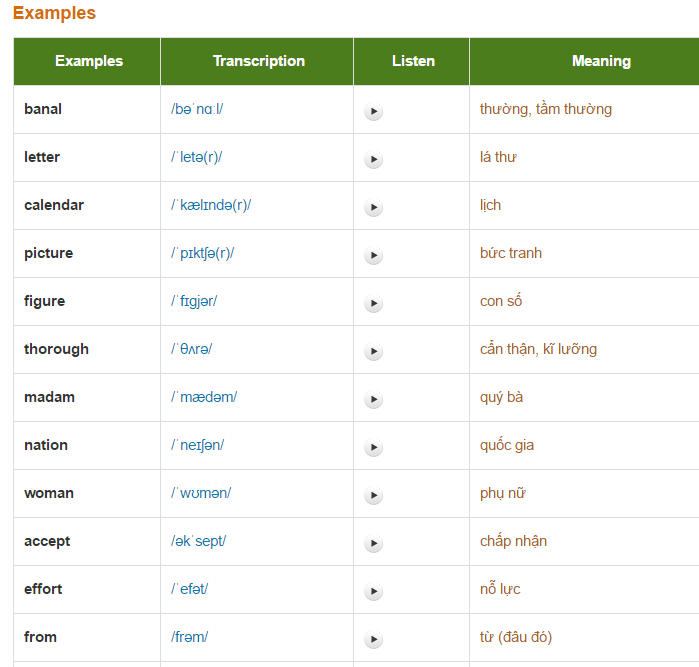 Examples
Examples Transcription Listen Meaning
banal /bəˈnɑːl/ thường, tầm thường
letter /ˈletə(r)/ lá thư
calendar /ˈkælɪndə(r)/ lịch
picture /ˈpɪktʃə(r)/ bức tranh
figure /ˈfɪgjər/ con số
thorough /ˈθʌrə/ cẩn thận, kĩ lưỡng
madam /ˈmædəm/ quý bà
nation /ˈneɪʃən/ quốc gia
woman /ˈwʊmən/ phụ nữ
accept /əkˈsept/ chấp nhận
effort /ˈefət/ nỗ lực
from /frəm/ từ (đâu đó)